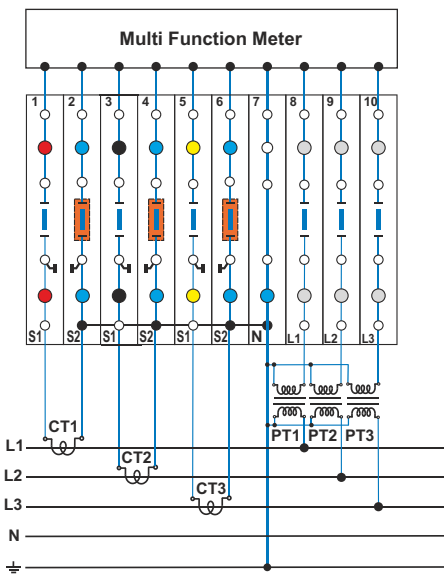 Multi Function Meter
1 2 3 4 5 6 7 8 9 10
S1 S2 S1 S2 S1 S2 N L1 L2 L3
CT1 PT1 PT2 PT3
L1
CT2
L2
CT3
L3
N